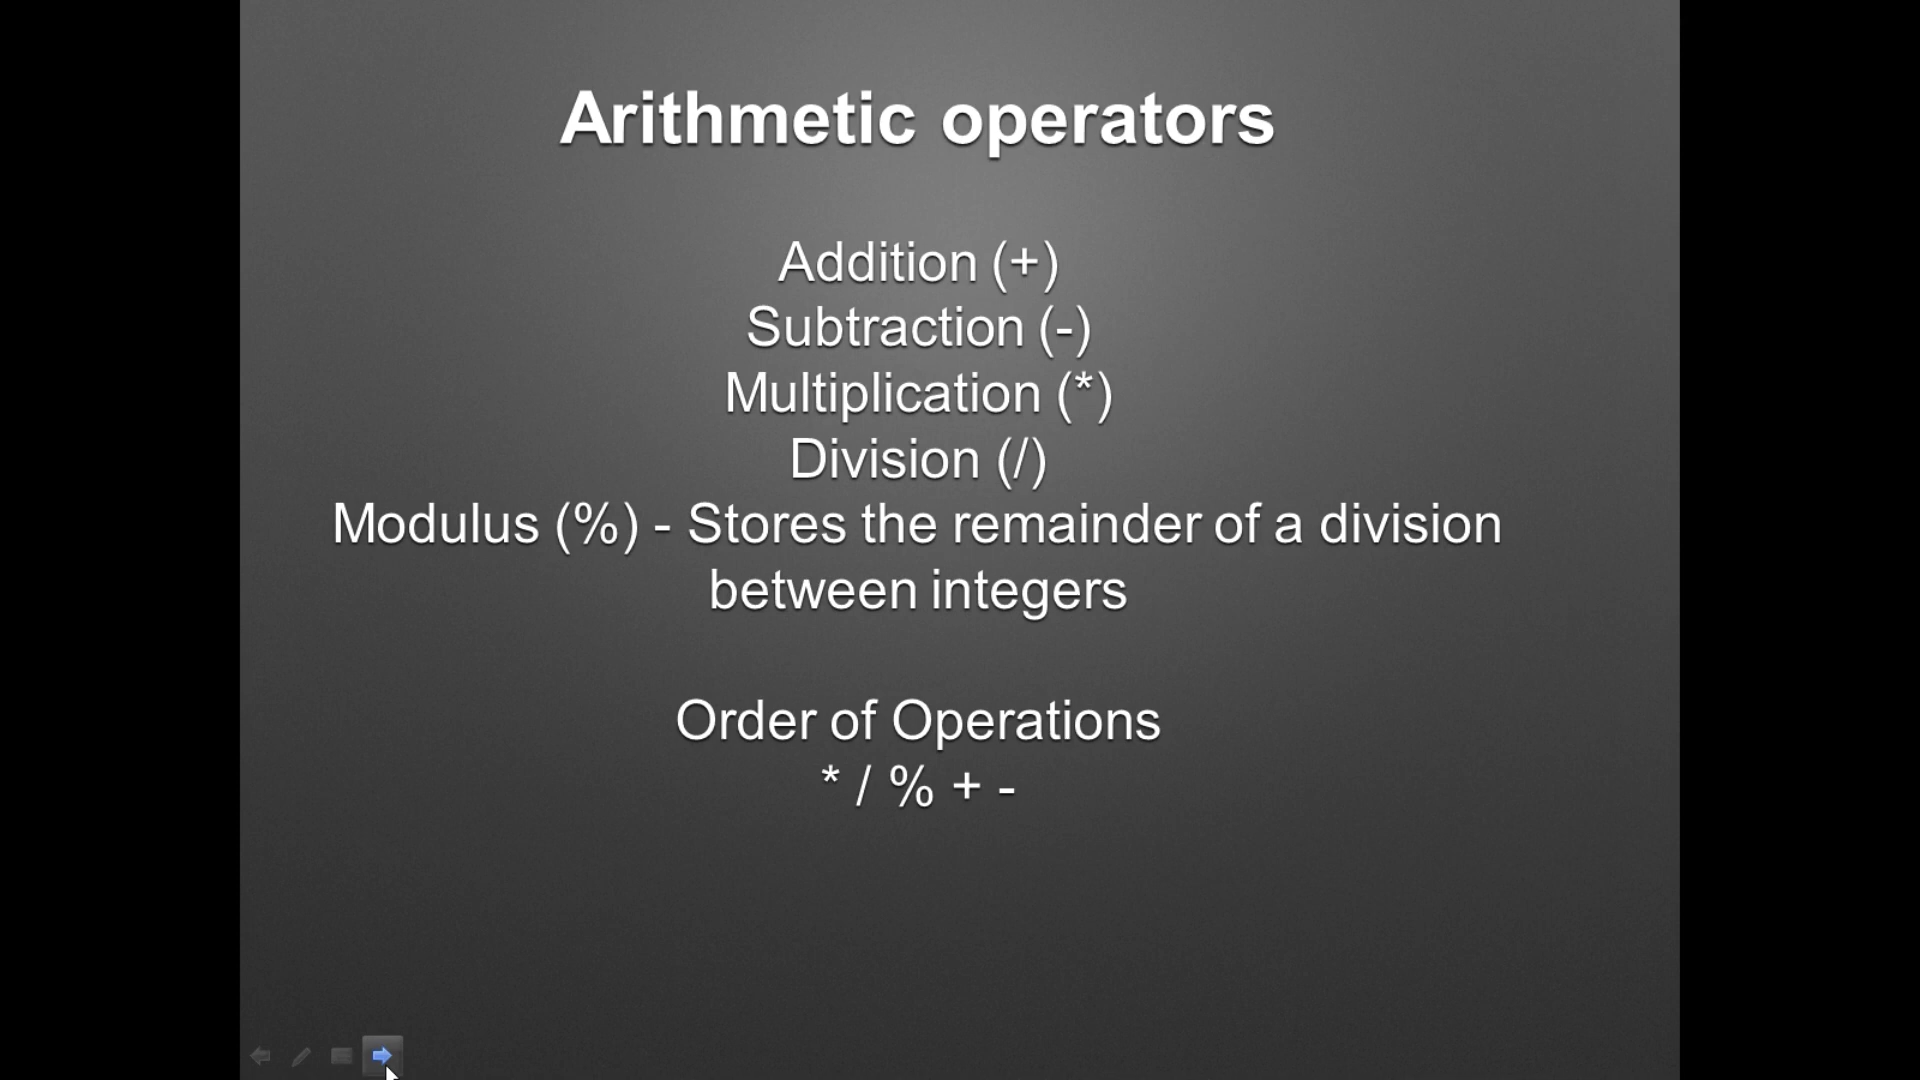 Arithmetic operators
Addition (+)
Subtraction (-)
Multiplication (*)
Division (/)
Modulus (%) - Stores the remainder of a division
between integers
Order of Operations
* / % + -